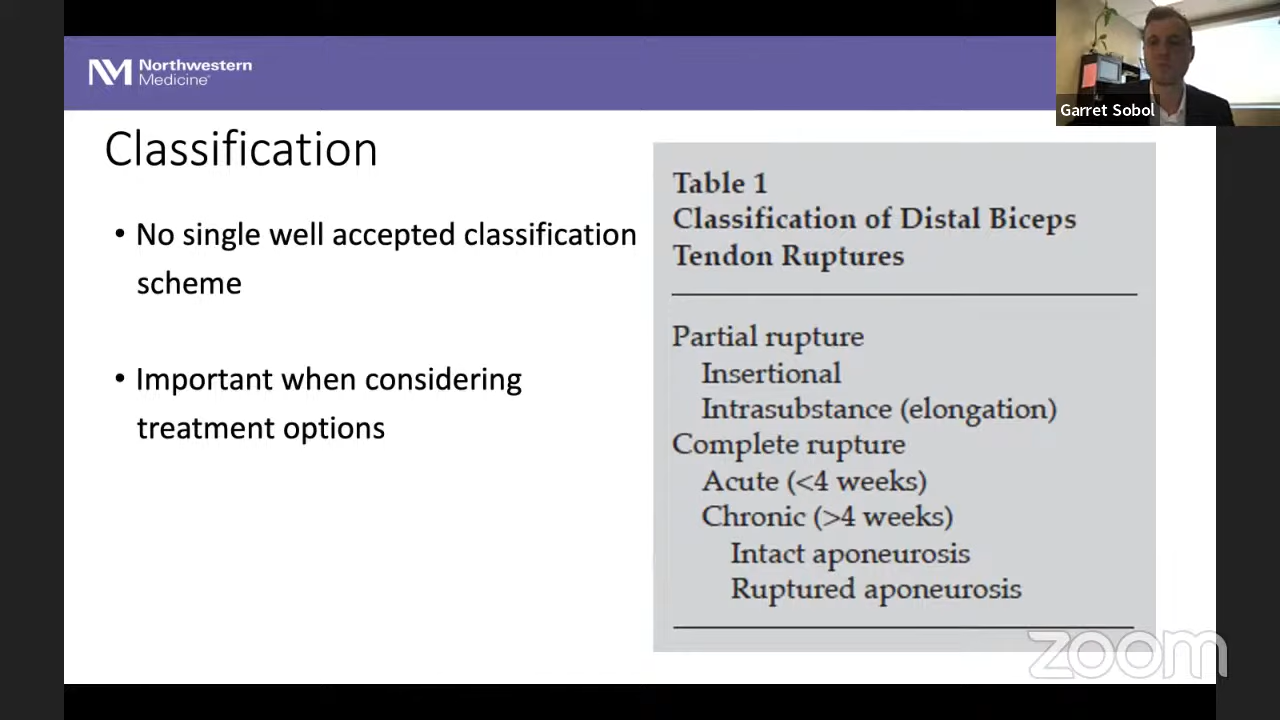 Northwestern
Medicine
Garret Sobol
Classification
• No single well accepted classification
scheme
• Important when considering
treatment options
Table 1
Classification of Distal Biceps
Tendon Ruptures
Partial rupture
Insertional
Intrasubstance (elongation)
Complete rupture
Acute (<4 weeks)
Chronic (>4 weeks)
Intact aponeurosis
Ruptured aponeurosis
zoom